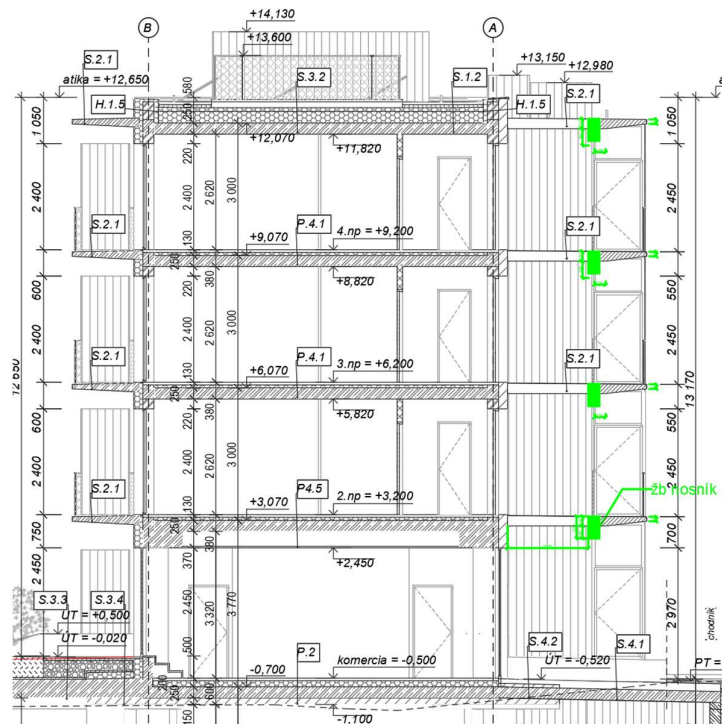 B
A
+14,130
+13,600
S.2.1
S.3.2
S.1.2
+13,150
+12,980
atika = +12,650
580
S.2.1
H.1.5
250
H.1.5
1 050
+12,070
1 050
220
+11,820
2 400
2 400
2 620
3 000
2 450
S.2.1
130
P.4.1
4.np = +9,200
S.2.1
+9,070
250
600
220
380
+8,820
550
2 400
2 400
2 620
3 000
2 450
130
P.4.1
3.np = +6,200
S.2.1
12 650
+6,070
13 170
S.2.1
250
600
220
380
+5,820
550
2 400
2 400
2 620
3 000
2 450
S.2.1
130
P4.5
2.np = +3,200
žb nosník
+3,070
750
250
380
700
370
+2,450
2 450
2 450
3 320
3 770
2 970
chodník
S.3.3
S.3.4
ÚT = +0,500
ÚT = -0,020
500
P.2
S.4.2
S.4.1
komercia = -0,500
ÚT = -0,520
PT =
-0,700
200
250
600
150
-1,100